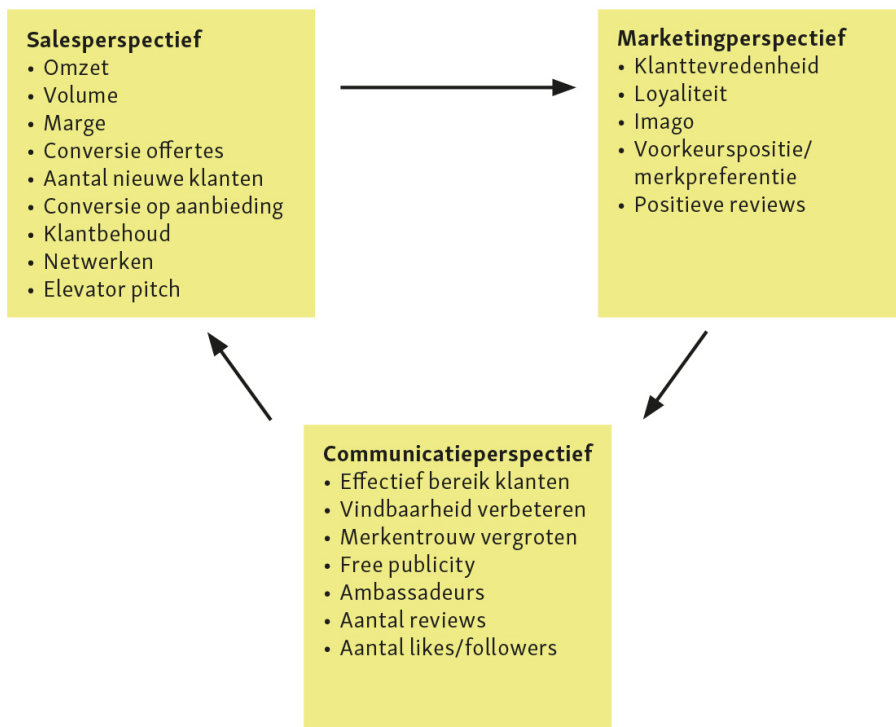 Salesperspectief
• Omzet
• Volume
• Marge
• Conversie offertes
• Aantal nieuwe klanten
• Conversie op aanbieding
• Klantbehoud
• Netwerken
• Elevator pitch
Marketingperspectief
• Klanttevredenheid
• Loyaliteit
• Imago
• Voorkeurspositie/
merkpreferentie
• Positieve reviews
Communicatieperspectief
• Effectief bereik klanten
• Vindbaarheid verbeteren
• Merkentrouw vergroten
• Free publicity
• Ambassadeurs
• Aantal reviews
• Aantal likes/followers